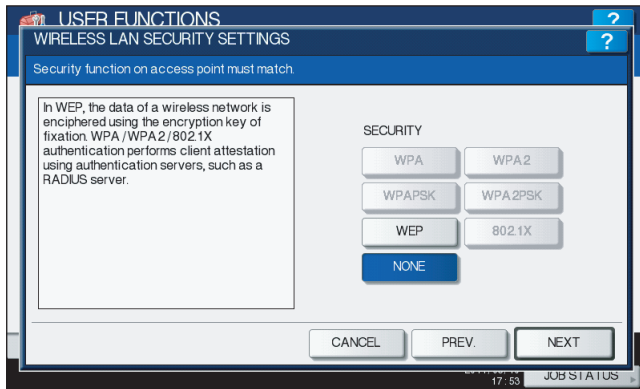 USER FUNCTIONS
?
WIRELESS LAN SECURITY SETTINGS
?
Security function on access point must match.
In WEP, the data of a wireless network is
enciphered using the encryption key of
fixation. WPA/WPA2/802.1X
authentication performs client attestation
using authentication servers, such as a
RADIUS server.
SECURITY
WPA
WPA2
WPAPSK
WPA2PSK
WEP
802.1X
NONE
CANCEL
PREV.
NEXT
17:53
JOB STATUS